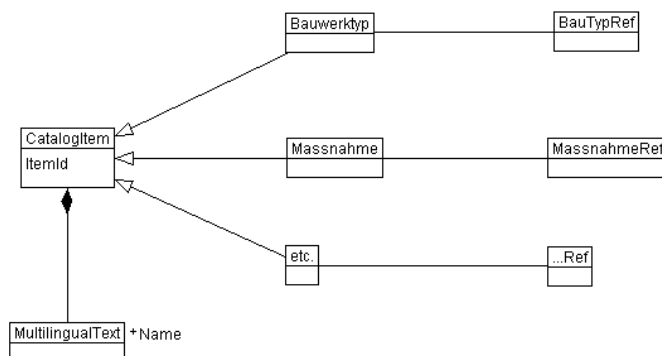 Bauwerktyp
BauTypRef
CatalogItem
ItemId
Massnahme
MassnahmeRef
etc.
...Ref
MultilingualText
+Name